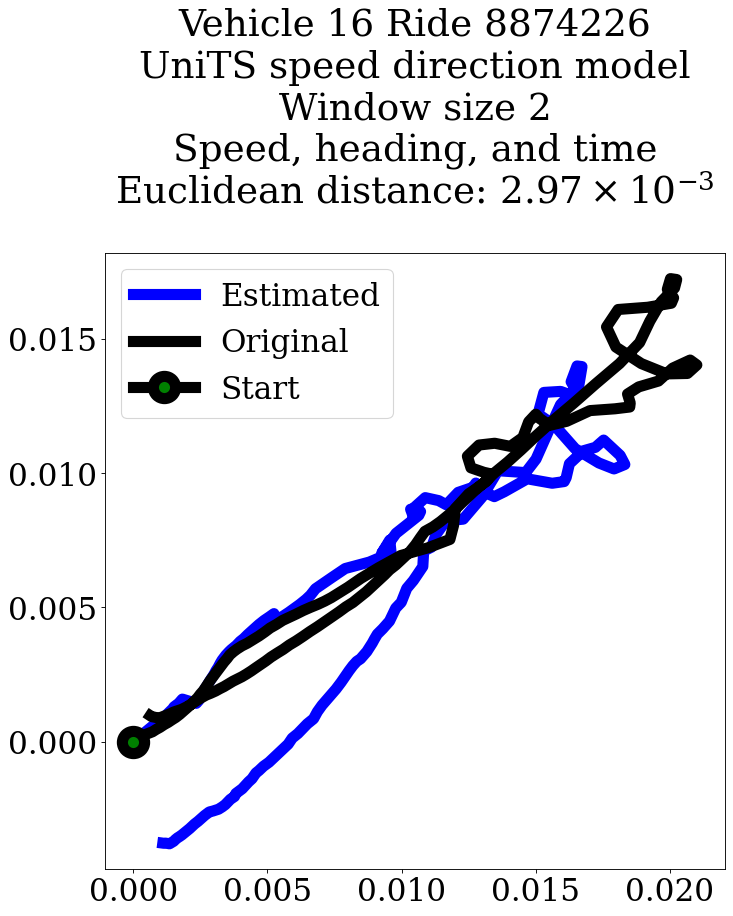 Vehicle 16 Ride 8874226
UniTS speed direction model
Window size 2
Speed, heading, and time
Euclidean distance: 2.97 × 10⁻³
Estimated
Original
Start
0.015
0.010
0.005
0.000
0.000 0.005 0.010 0.015 0.020